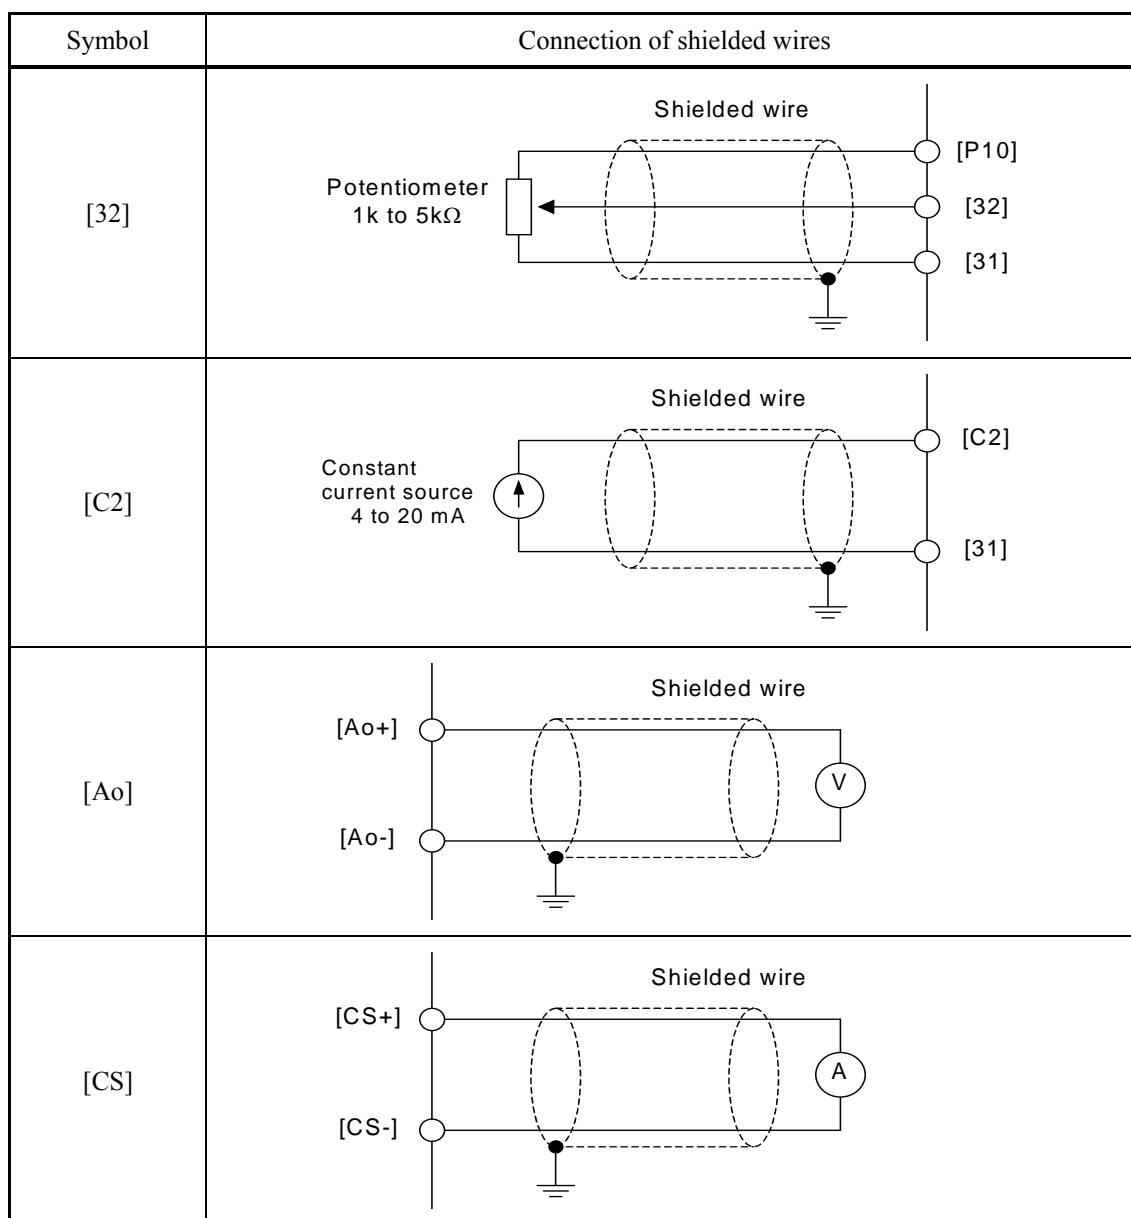 Symbol
Connection of shielded wires
[32]
Shielded wire
Potentiometer
1k to 5kΩ
[P10]
[32]
[31]
[C2]
Shielded wire
Constant
current source
4 to 20 mA
[C2]
[31]
[Ao]
Shielded wire
[Ao+]
[Ao-]
V
[CS]
Shielded wire
[CS+]
[CS-]
A